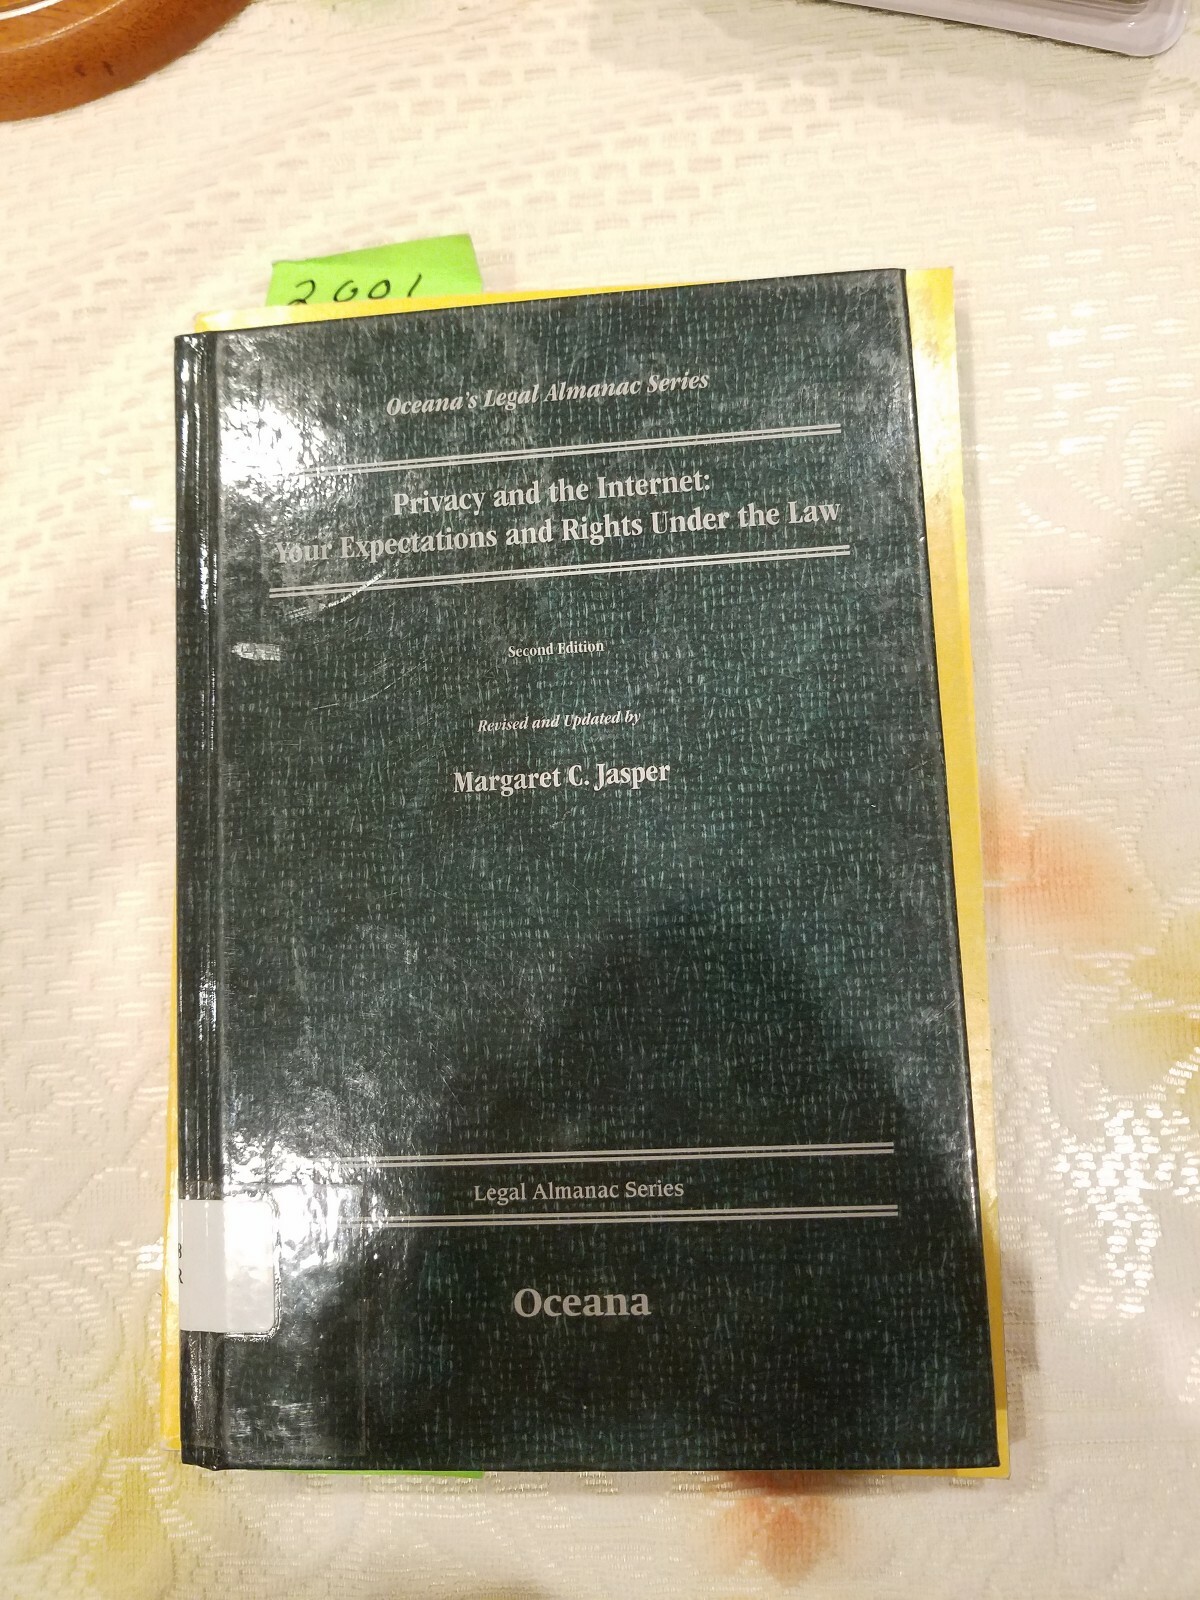 2001
Oceana's Legal Almanac Series
Privacy and the Internet:
Your Expectations and Rights Under the Law
Second Edition
Revised and Updated by
Margaret C. Jasper
Legal Almanac Series
Oceana